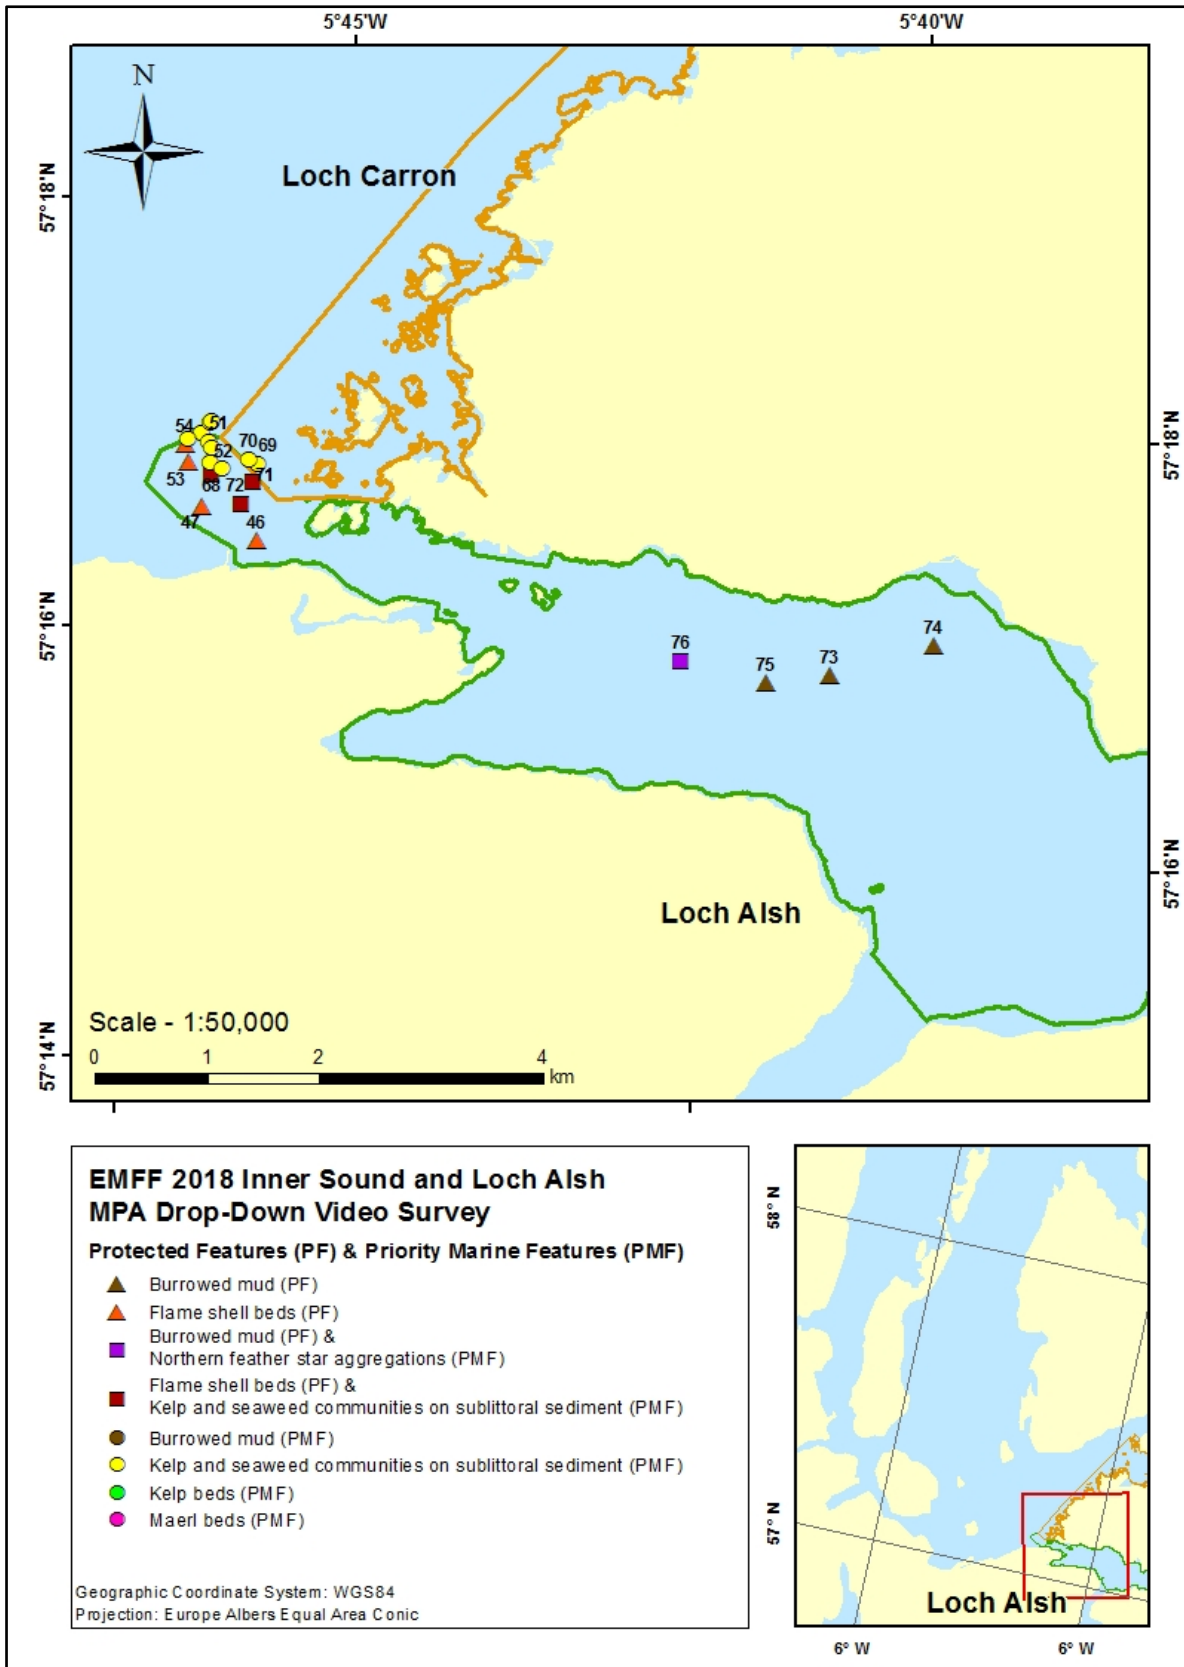 5°45'W 5°40'W
N
Loch Carron
57°18'N
51
54
70 69
52
57°18'N
53 68 72 71
47 46
57°16'N
74
76
75 73
57°16'N
Loch Alsh
Scale - 1:50,000
57°14'N
0 1 2 4
km
EMFF 2018 Inner Sound and Loch Alsh
MPA Drop-Down Video Survey
Protected Features (PF) & Priority Marine Features (PMF)
Burrowed mud (PF)
Flame shell beds (PF)
Burrowed mud (PF) &
Northern feather star aggregations (PMF)
Flame shell beds (PF) &
Kelp and seaweed communities on sublittoral sediment (PMF)
Burrowed mud (PMF)
Kelp and seaweed communities on sublittoral sediment (PMF)
Kelp beds (PMF)
Maerl beds (PMF)
Geographic Coordinate System: WGS84
Projection: Europe Albers Equal Area Conic
58° N
57° N
Loch Alsh
6° W 6° W